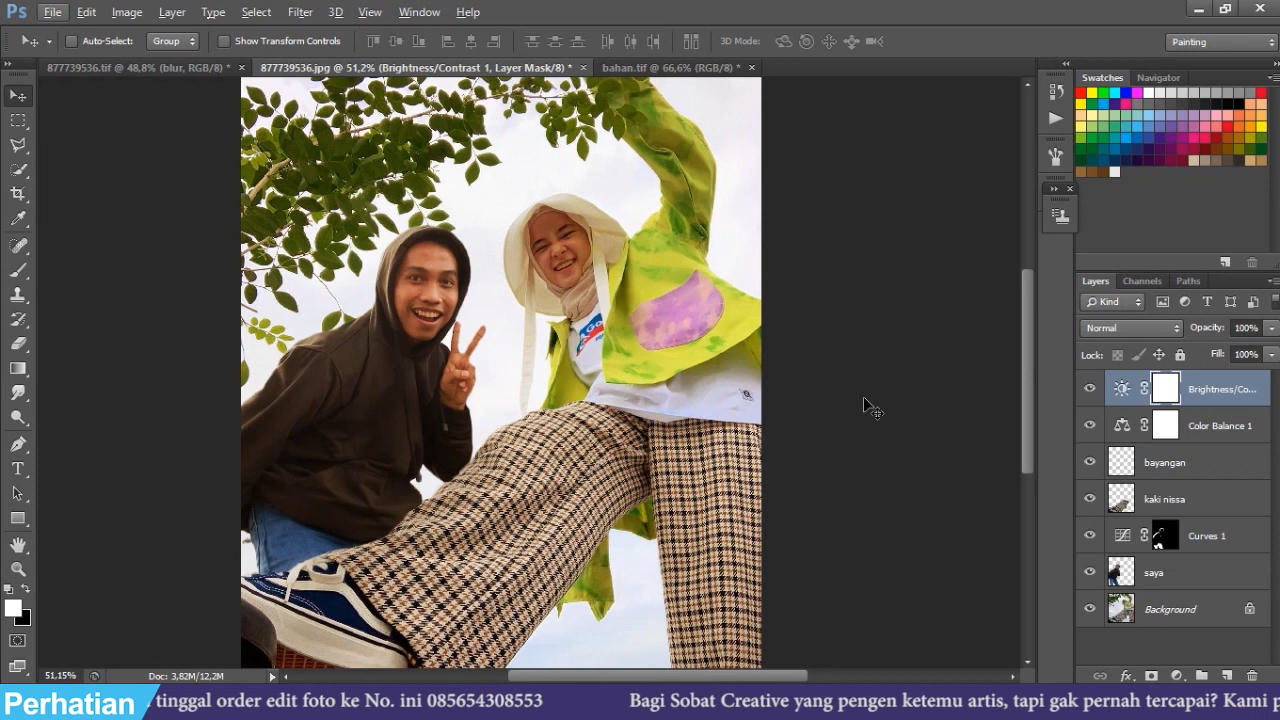 Ps File Edit Image Layer Type Select Filter 3D View Window Help
Auto-Select: Group Show Transform Controls 3D Mode: Painting
877739536.tif @ 48,8% (blur, RGB/8) * × 877739536.jpg @ 51,2% (Brightness/Contrast 1, Layer Mask/8) * × bahan.tif @ 66,6% (RGB/8) * ×
Swatches Navigator
Layers Channels Paths
Kind
Normal Opacity: 100%
Lock: Fill: 100%
Brightness/Co...
Color Balance 1
bayangan
kaki nissa
Curves 1
saya
Background
51,15% Doc: 3,82M/12,2M
Perhatian tinggal order edit foto ke No. ini 085654308553 Bagi Sobat Creative yang pengen ketemu artis, tapi gak pernah tercapai? Kami p